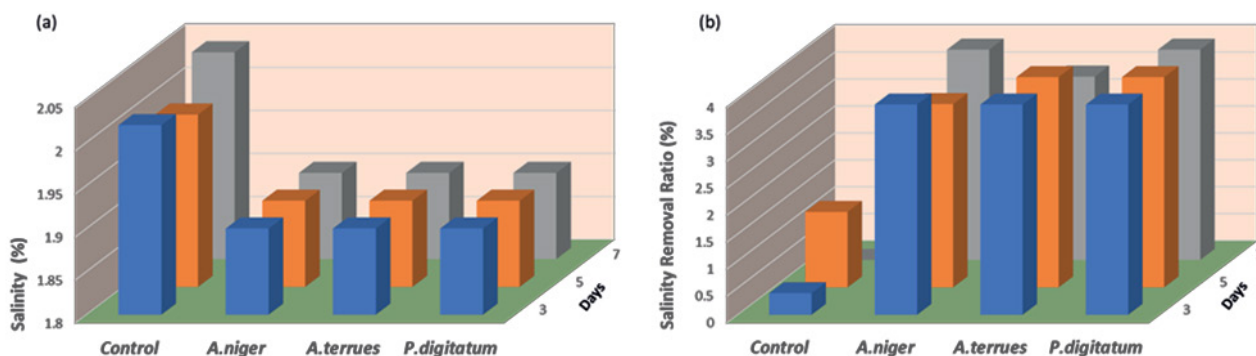 (a)
2.05
2
1.95
1.9
1.85
1.8
Salinity (%)
Control
A.niger
A.terrues
P.digitatum
3
5
7
Days
(b)
4
3.5
3
2.5
2
1.5
1
0.5
0
Salinity Removal Ratio (%)
Control
A.niger
A.terrues
P.digitatum
3
5
Days